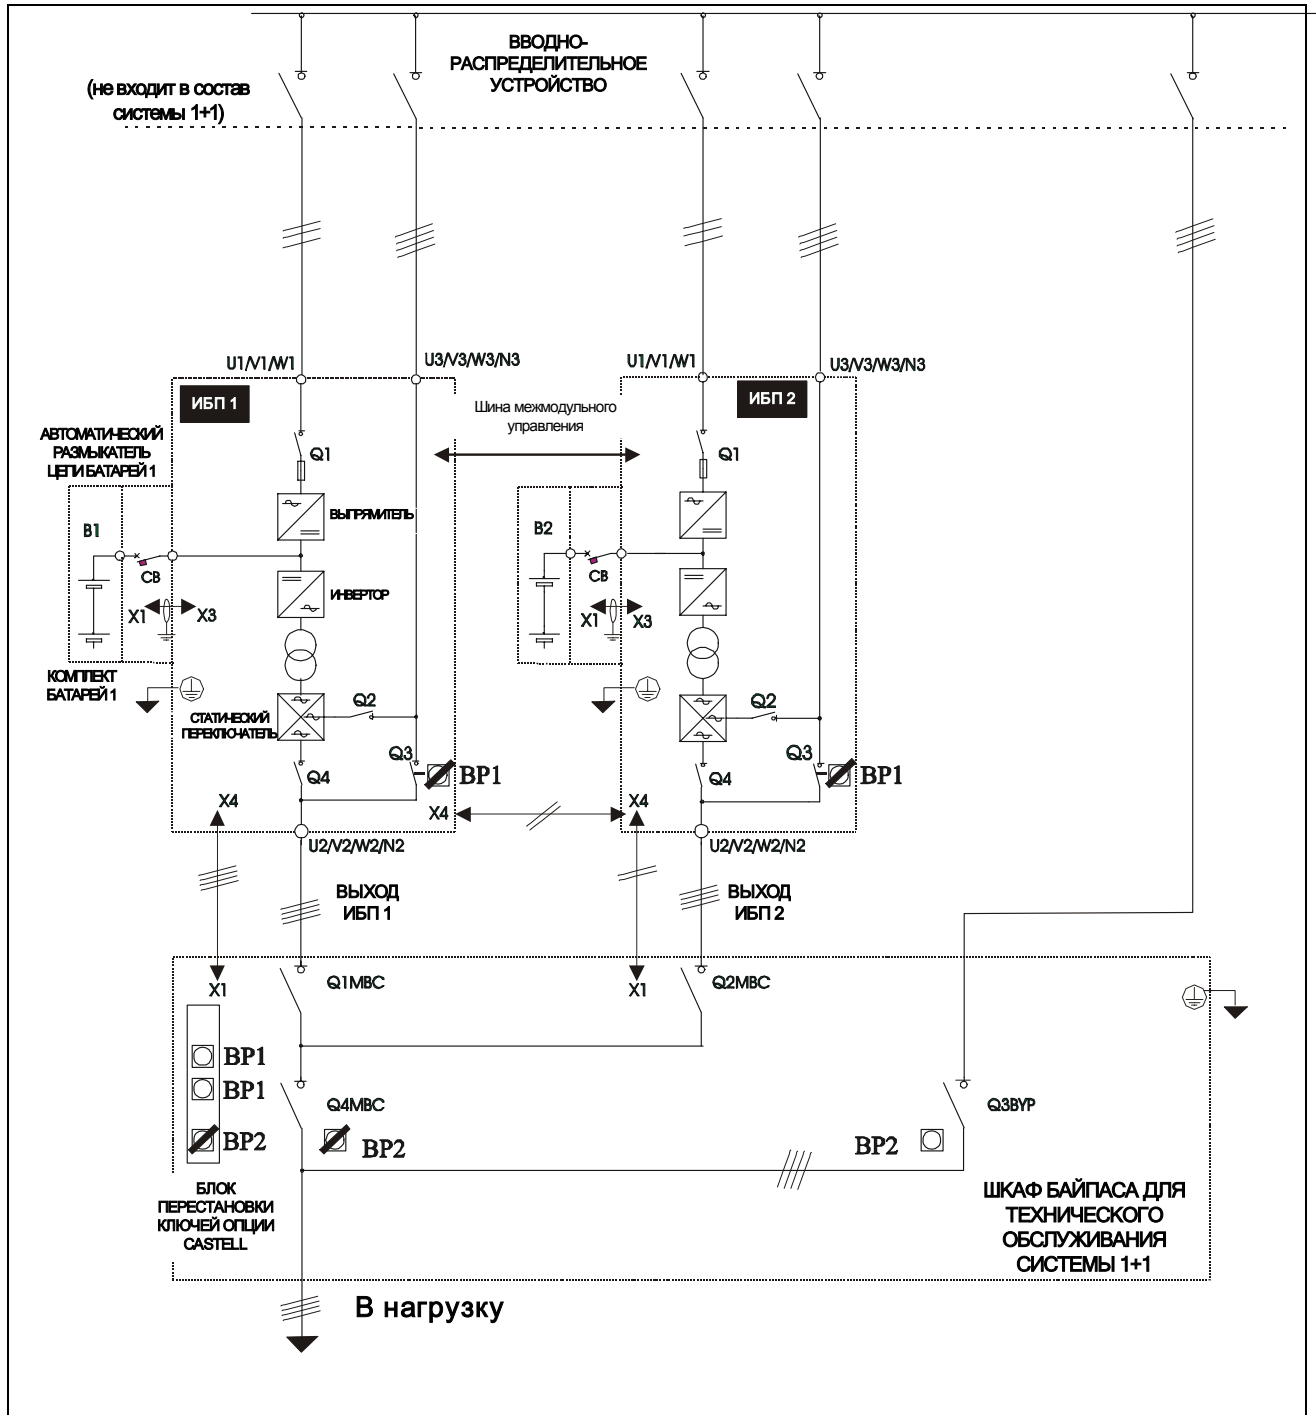 ВВОДНО-
РАСПРЕДЕЛИТЕЛЬНОЕ
УСТРОЙСТВО
(не входит в состав
системы 1+1)
U1/V1/W1
U3/V3/W3/N3
U1/V1/W1
U3/V3/W3/N3
ИБП 1
Шина межмодульного
управления
ИБП 2
АВТОМАТИЧЕСКИЙ
РАЗМЫКАТЕЛЬ
ЦЕПИ БАТАРЕЙ 1
Q1
Q1
B1
ВЫПРЯМИТЕЛЬ
B2
CB
CB
ИНВЕРТОР
X1
X3
X1
X3
КОМПЛЕКТ
БАТАРЕЙ 1
Q2
Q2
СТАТИЧЕСКИЙ
ПЕРЕКЛЮЧАТЕЛЬ
Q3
Q3
Q4
BP1
Q4
BP1
X4
X4
X4
U2/V2/W2/N2
U2/V2/W2/N2
ВЫХОД
ИБП 1
ВЫХОД
ИБП 2
X1
Q1MBC
X1
Q2MBC
BP1
BP1
Q4MBC
Q3BYP
BP2
BP2
BP2
БЛОК
ПЕРЕСТАНОВКИ
КЛЮЧЕЙ ОПЦИИ
CASTELL
ШКАФ БАЙПАСА ДЛЯ
ТЕХНИЧЕСКОГО
ОБСЛУЖИВАНИЯ
СИСТЕМЫ 1+1
В нагрузку